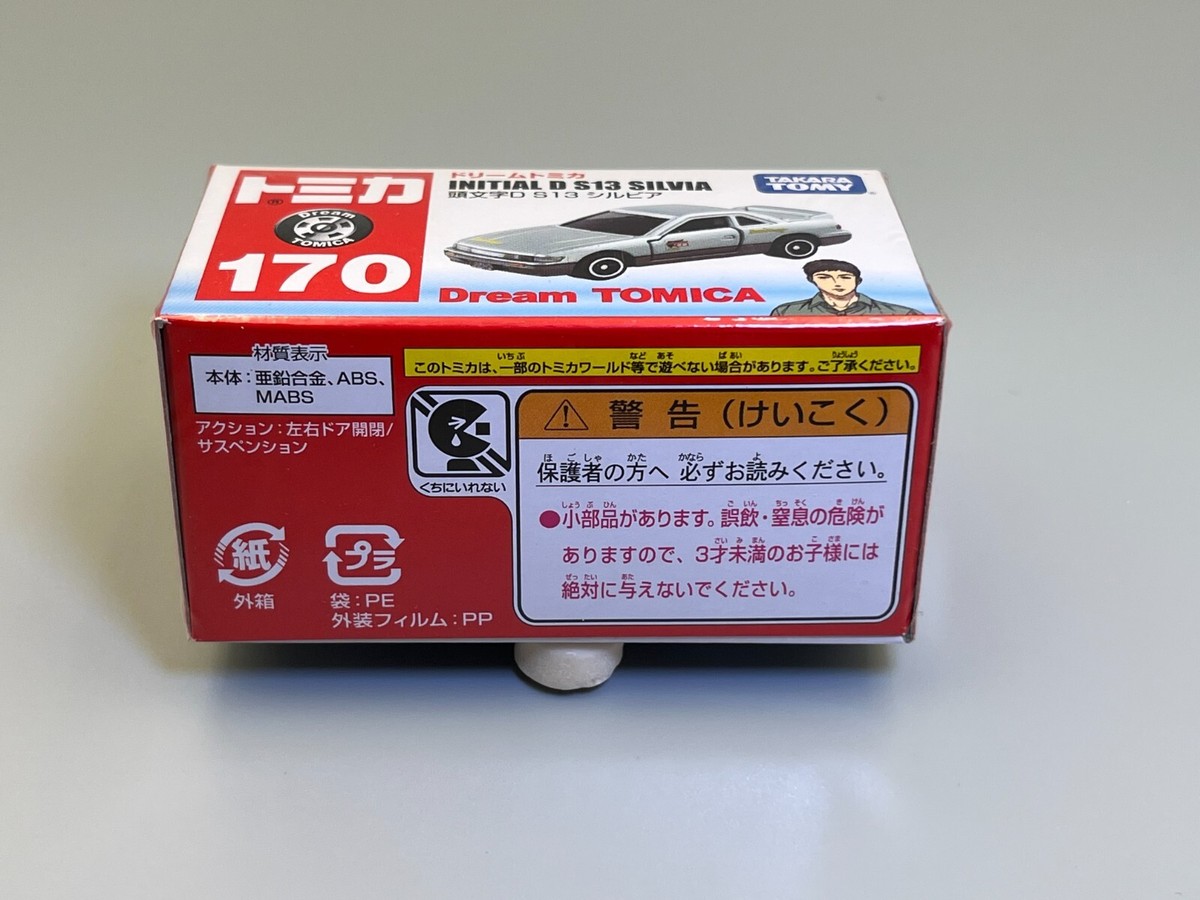 トミカ
®
Dream
TOMICA
170
ドリームトミカ
INITIAL D S13 SILVIA
頭文字D S13 シルビア
Dream TOMICA
TAKARA
TOMY
材質表示
本体:亜鉛合金、ABS、
MABS
アクション:左右ドア開閉/
サスペンション
紙
外箱
プラ
袋:PE
外装フィルム:PP
このトミカは、一部のトミカワールド等で遊べない場合があります。ご了承ください。
くちにいれない
警告(けいこく)
保護者の方へ 必ずお読みください。
●小部品があります。誤飲・窒息の危険が
ありますので、3才未満のお子様には
絶対に与えないでください。